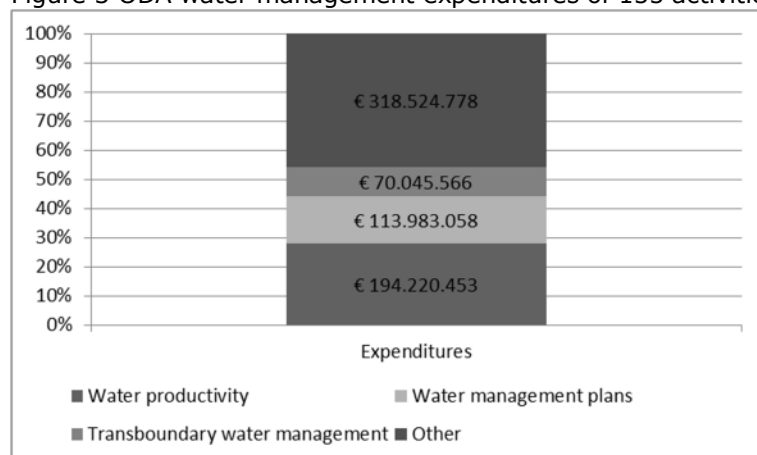 Figure 5 ODA water management expenditures of 155
100%
90%
80%
70%
60%
50%
40%
30%
20%
10%
0%
€ 318.524.778
€ 70.045.566
€ 113.983.058
€ 194.220.453
Expenditures
Water productivity
Water management plans
Transboundary water management
Other